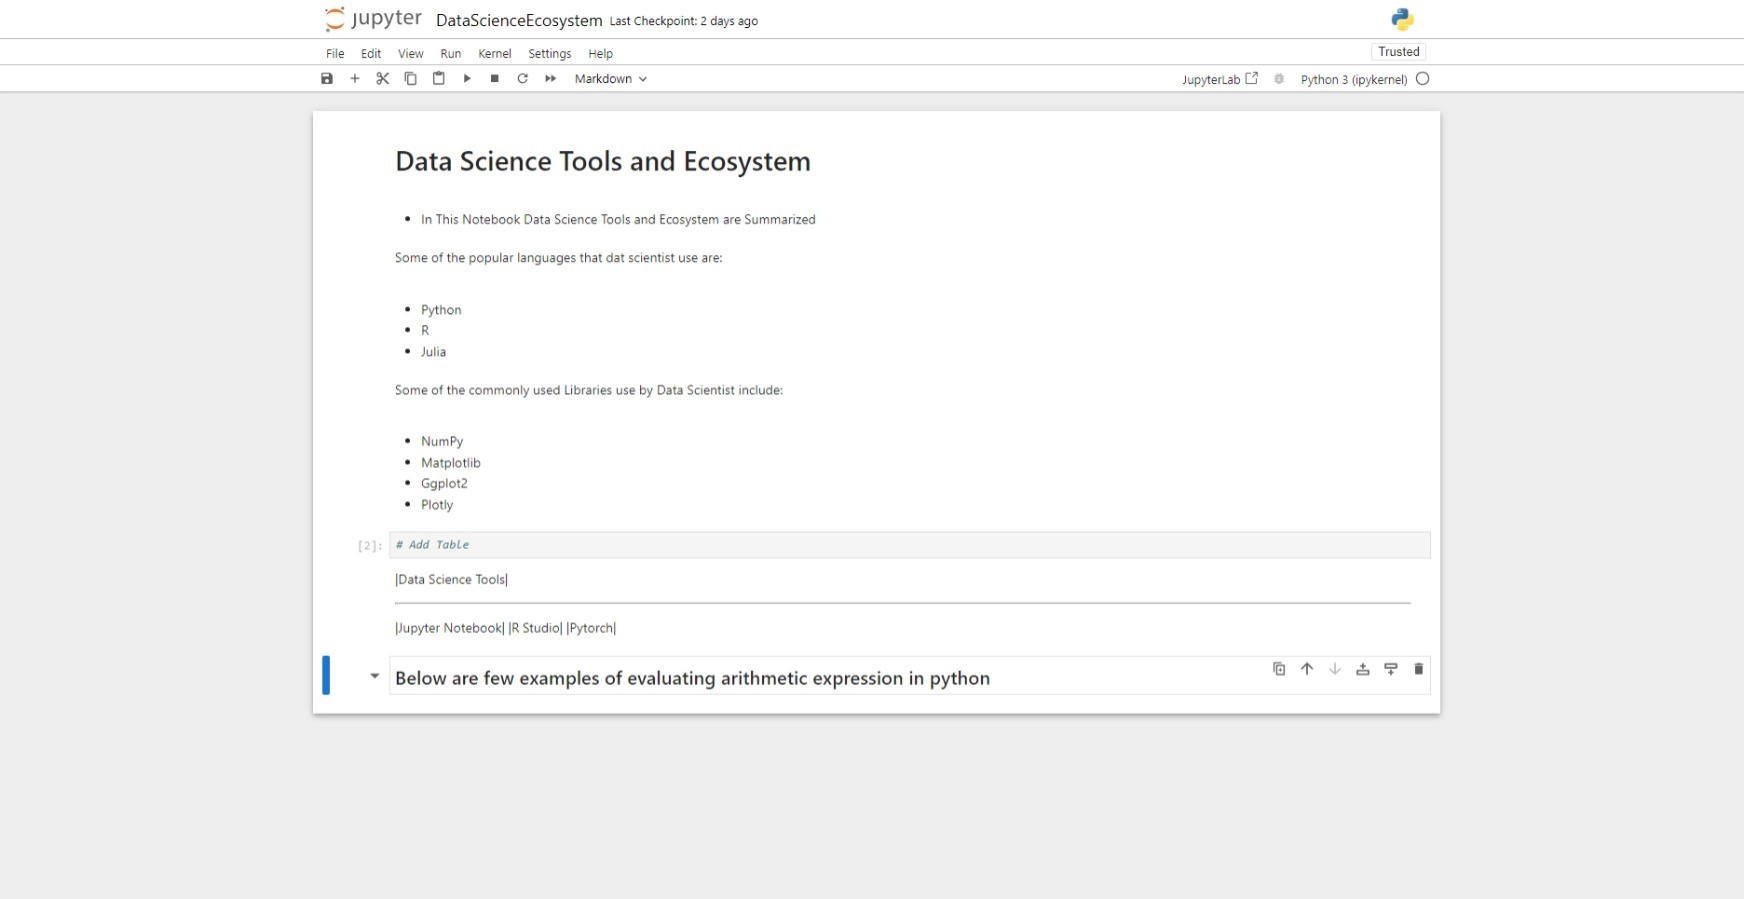 jupyter DataScienceEcosystem Last Checkpoint: 2 days ago
File Edit View Run Kernel Settings Help Trusted
Markdown JupyterLab Python 3 (ipykernel)
Data Science Tools and Ecosystem
In This Notebook Data Science Tools and Ecosystem are Summarized
Some of the popular languages that dat scientist use are:
Python
R
Julia
Some of the commonly used Libraries use by Data Scientist include:
NumPy
Matplotlib
Ggplot2
Plotly
[2]: # Add Table
|Data Science Tools|
|Jupyter Notebook| |R Studio| |Pytorch|
Below are few examples of evaluating arithmetic expression in python